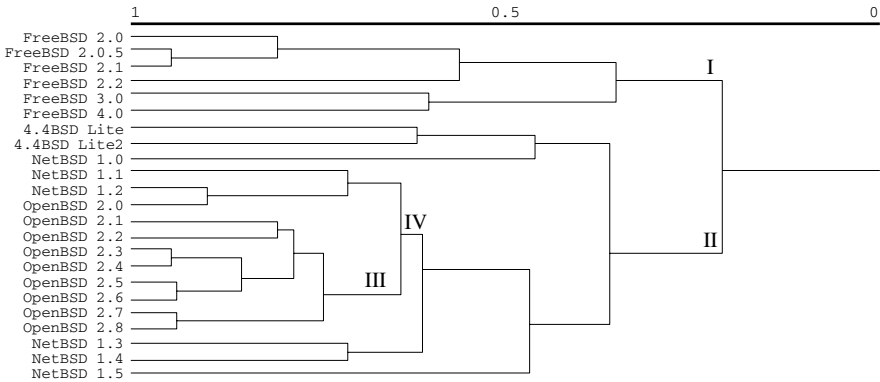 1 0.5 0
FreeBSD 2.0
FreeBSD 2.0.5
FreeBSD 2.1
FreeBSD 2.2
FreeBSD 3.0
FreeBSD 4.0
4.4BSD Lite
4.4BSD Lite2
NetBSD 1.0
NetBSD 1.1
NetBSD 1.2
OpenBSD 2.0
OpenBSD 2.1
OpenBSD 2.2
OpenBSD 2.3
OpenBSD 2.4
OpenBSD 2.5
OpenBSD 2.6
OpenBSD 2.7
OpenBSD 2.8
NetBSD 1.3
NetBSD 1.4
NetBSD 1.5
I
IV
II
III